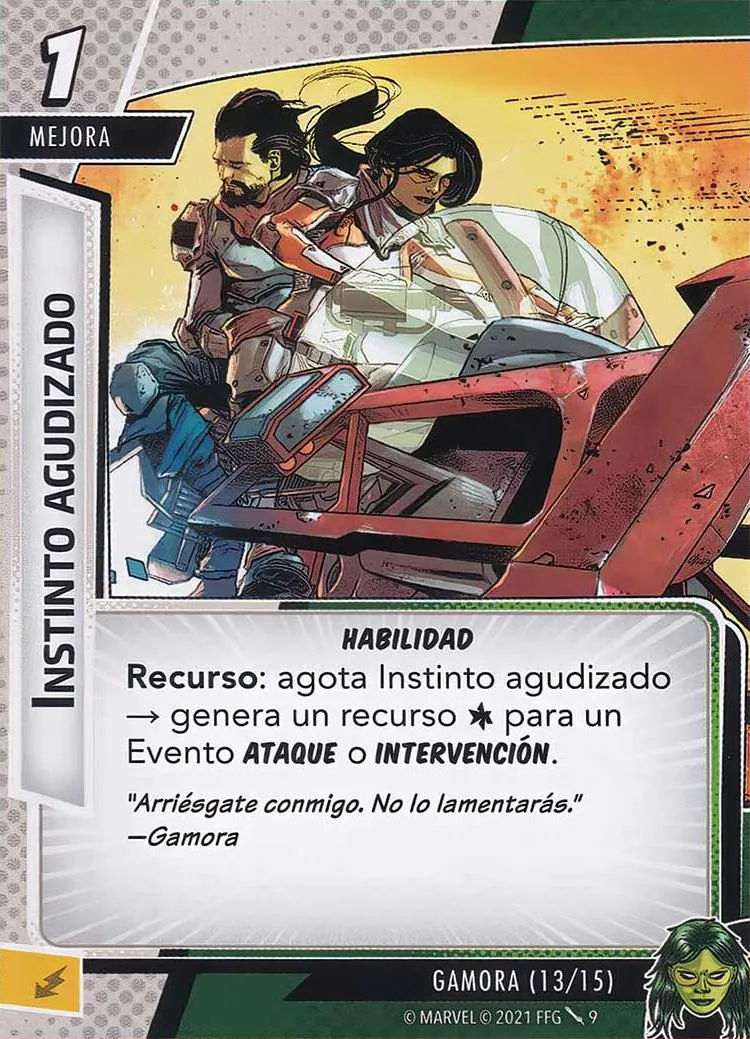 1
MEJORA
INSTINTO AGUDIZADO
HABILIDAD
Recurso: agota Instinto agudizado
→ genera un recurso para un
Evento ATAQUE o INTERVENCIÓN.
"Arriésgate conmigo. No lo lamentarás."
—Gamora
GAMORA (13/15)
© MARVEL © 2021 FFG 9